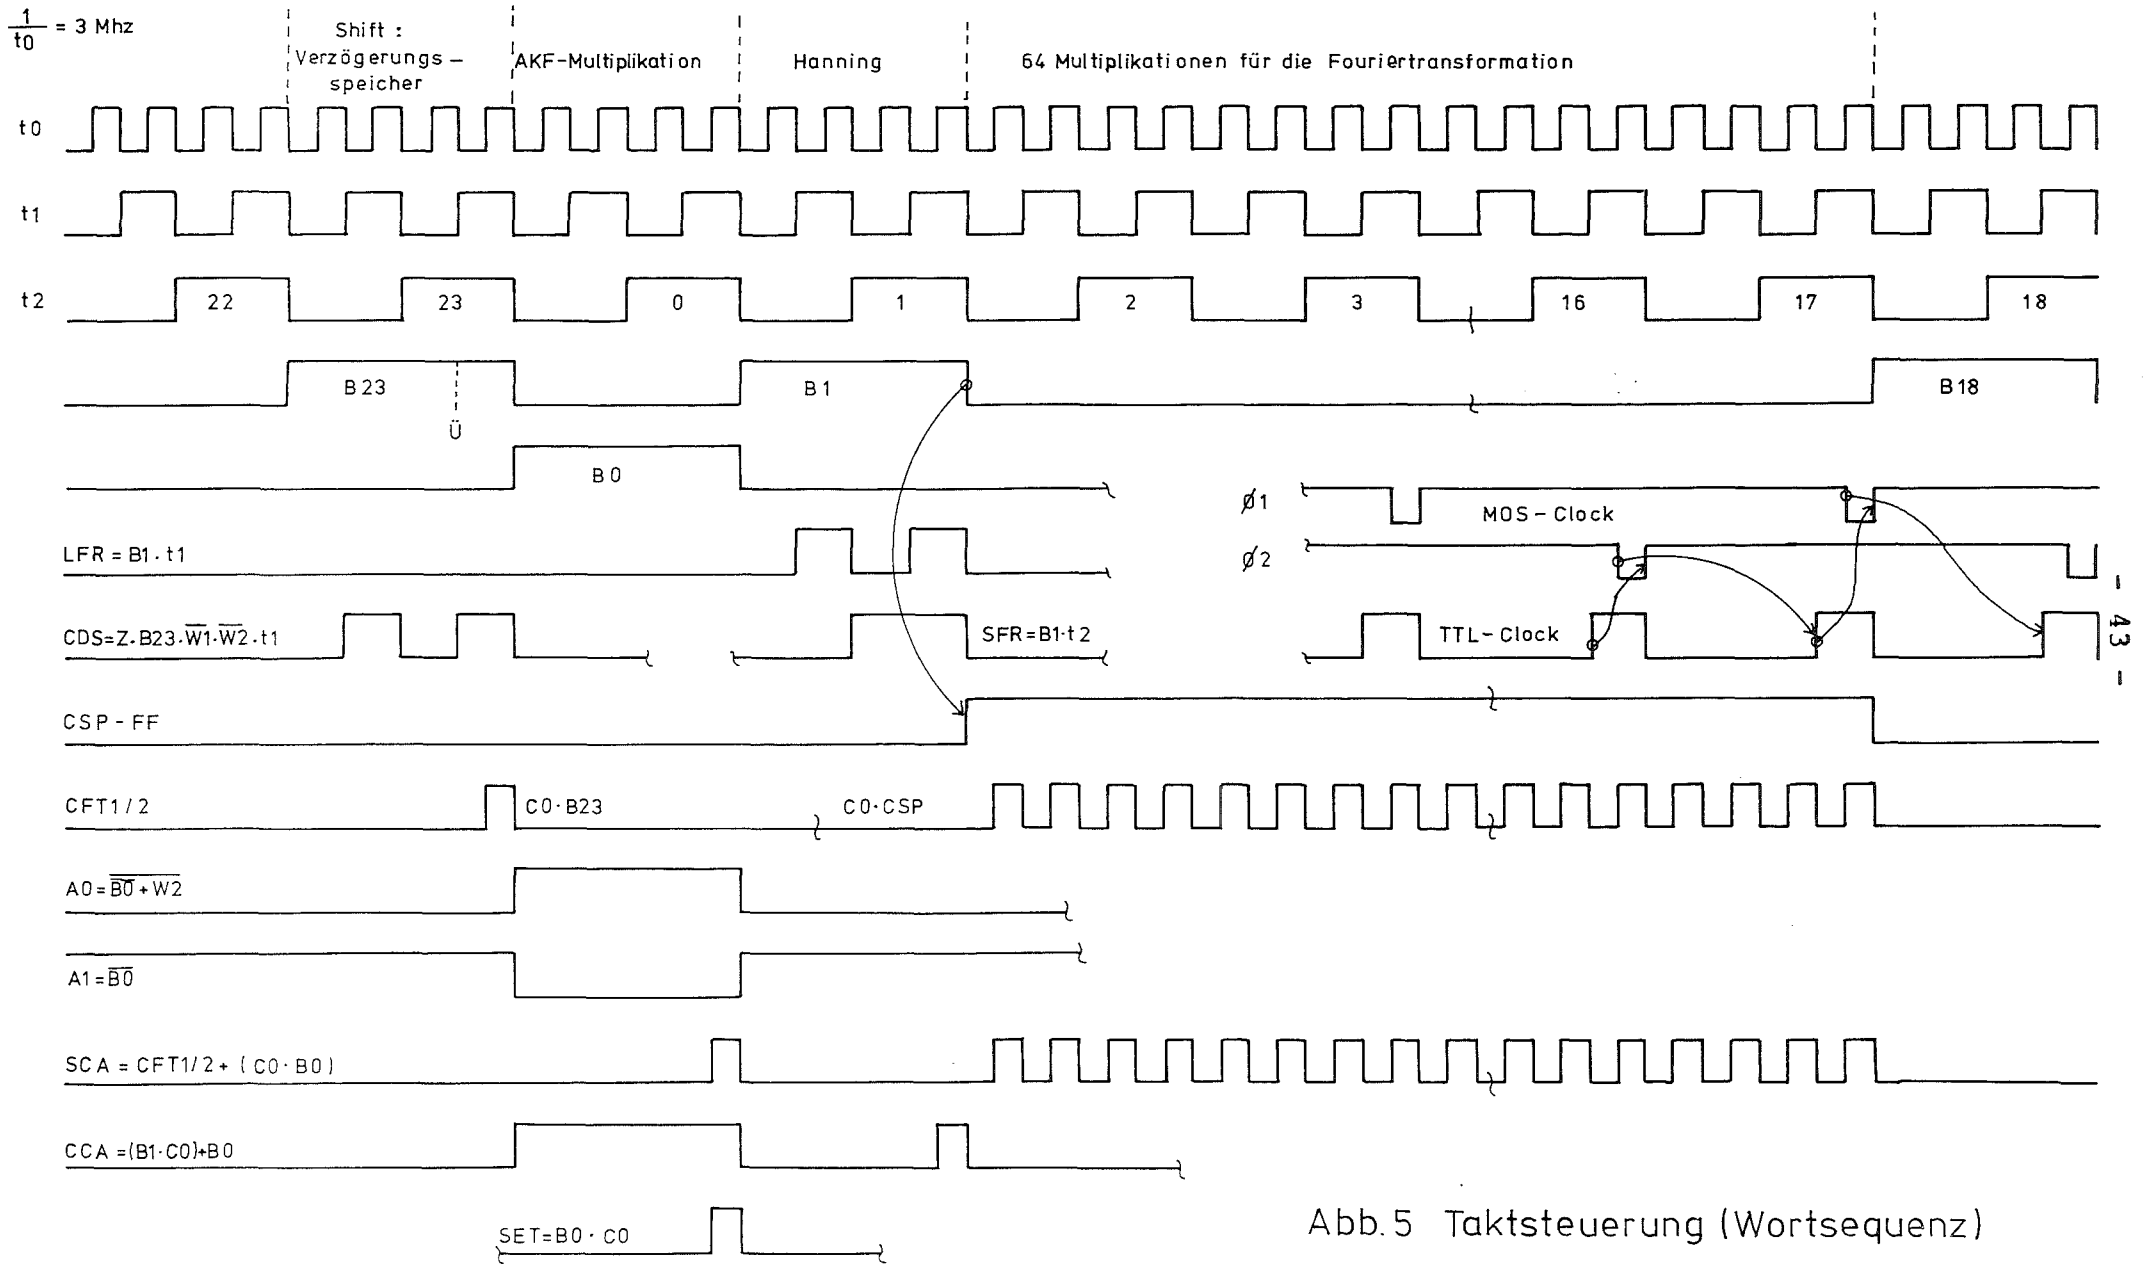 1/t0 = 3 Mhz
Shift :
Verzögerungs-
speicher
AKF-Multiplikation
Hanning
64 Multiplikationen für die Fouriertransformation
t0
t1
t2
22
23
0
1
2
3
16
17
18
B23
Ü
B1
B18
B0
Ø1
MOS-Clock
LFR = B1·t1
Ø2
CDS=Z·B23·W̅1̅·W̅2̅·t1
SFR=B1·t2
TTL-Clock
- 43 -
CSP-FF
CFT1/2
C0·B23
C0·CSP
A0=B̅0̅+W2
A1=B̅0̅
SCA = CFT1/2+(C0·B0)
CCA =(B1·C0)+B0
SET=B0·C0
Abb.5 Taktsteuerung (Wortsequenz)